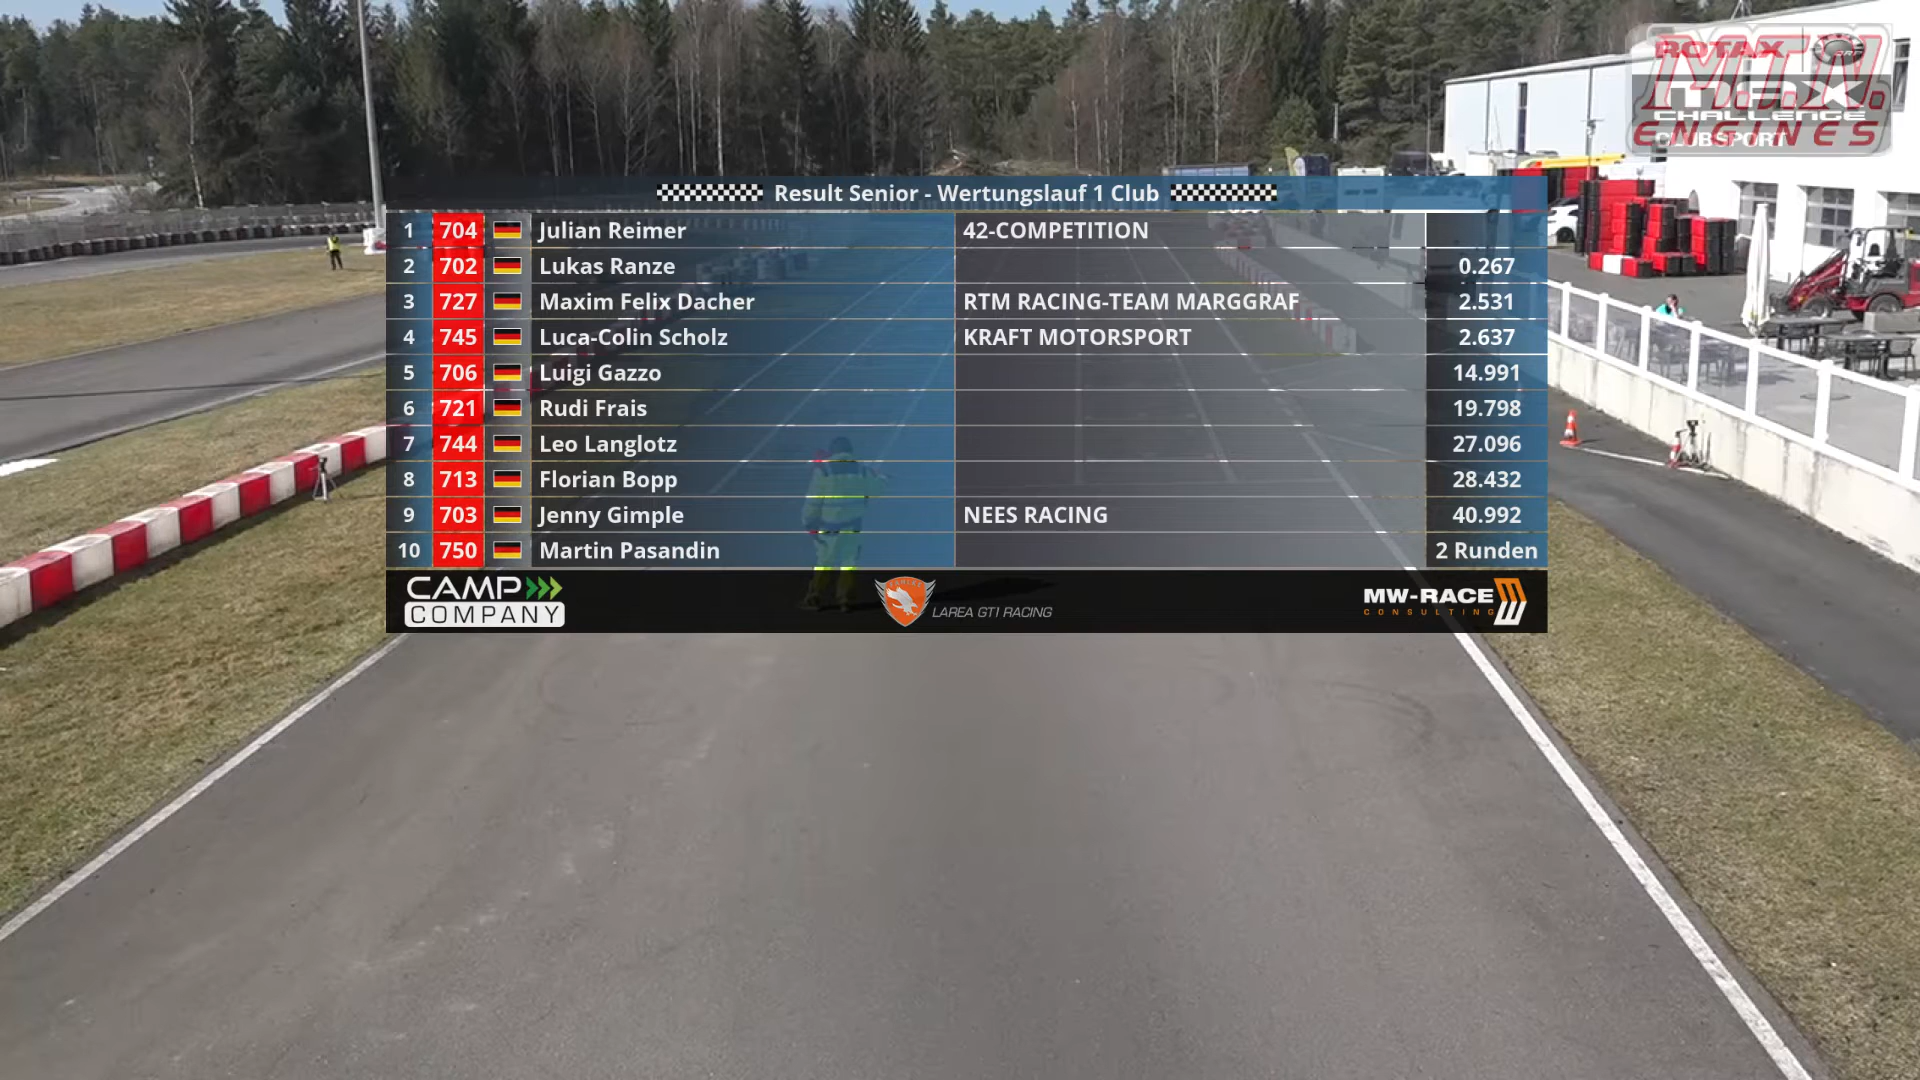 ROTAX
M.T.N.
MAX
CHALLENGE
ENGINES
CLUBSPORT
Result Senior - Wertungslauf 1 Club
1 704 Julian Reimer 42-COMPETITION
2 702 Lukas Ranze 0.267
3 727 Maxim Felix Dacher RTM RACING-TEAM MARGGRAF 2.531
4 745 Luca-Colin Scholz KRAFT MOTORSPORT 2.637
5 706 Luigi Gazzo 14.991
6 721 Rudi Frais 19.798
7 744 Leo Langlotz 27.096
8 713 Florian Bopp 28.432
9 703 Jenny Gimple NEES RACING 40.992
10 750 Martin Pasandin 2 Runden
CAMP
COMPANY
LAREA GT1 RACING
MW-RACE
CONSULTING